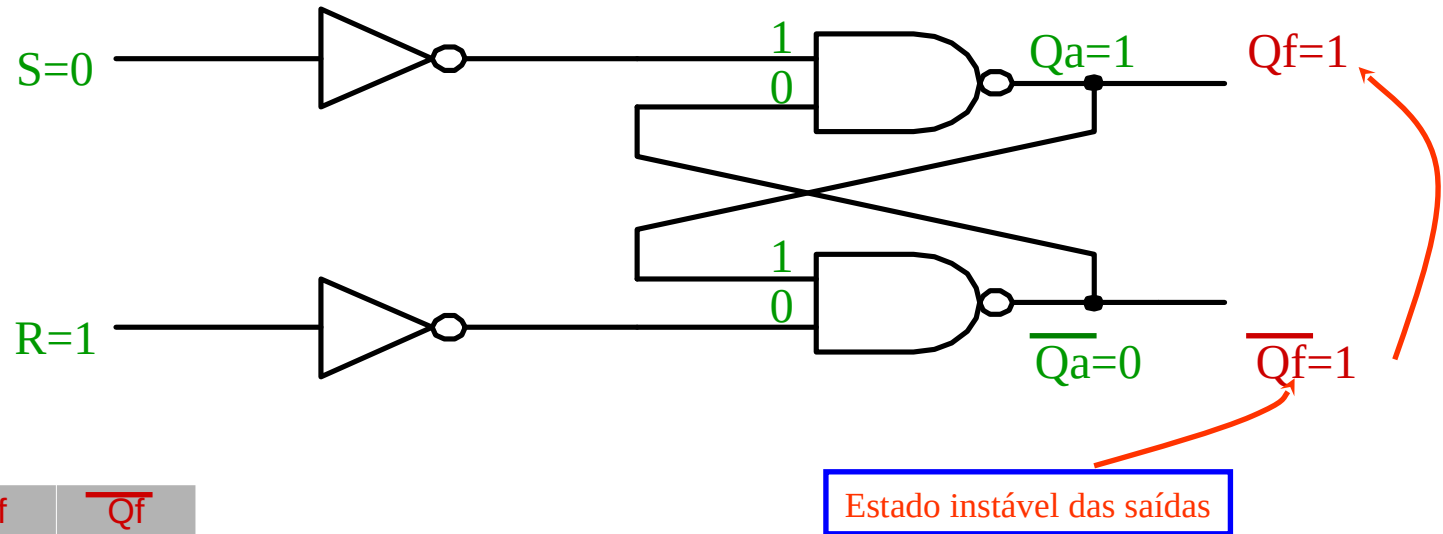 S=0
1
0
Qa=1
Qf=1
R=1
1
0
Qa=0
Qf=1
Estado instável das saídas
f
Qf